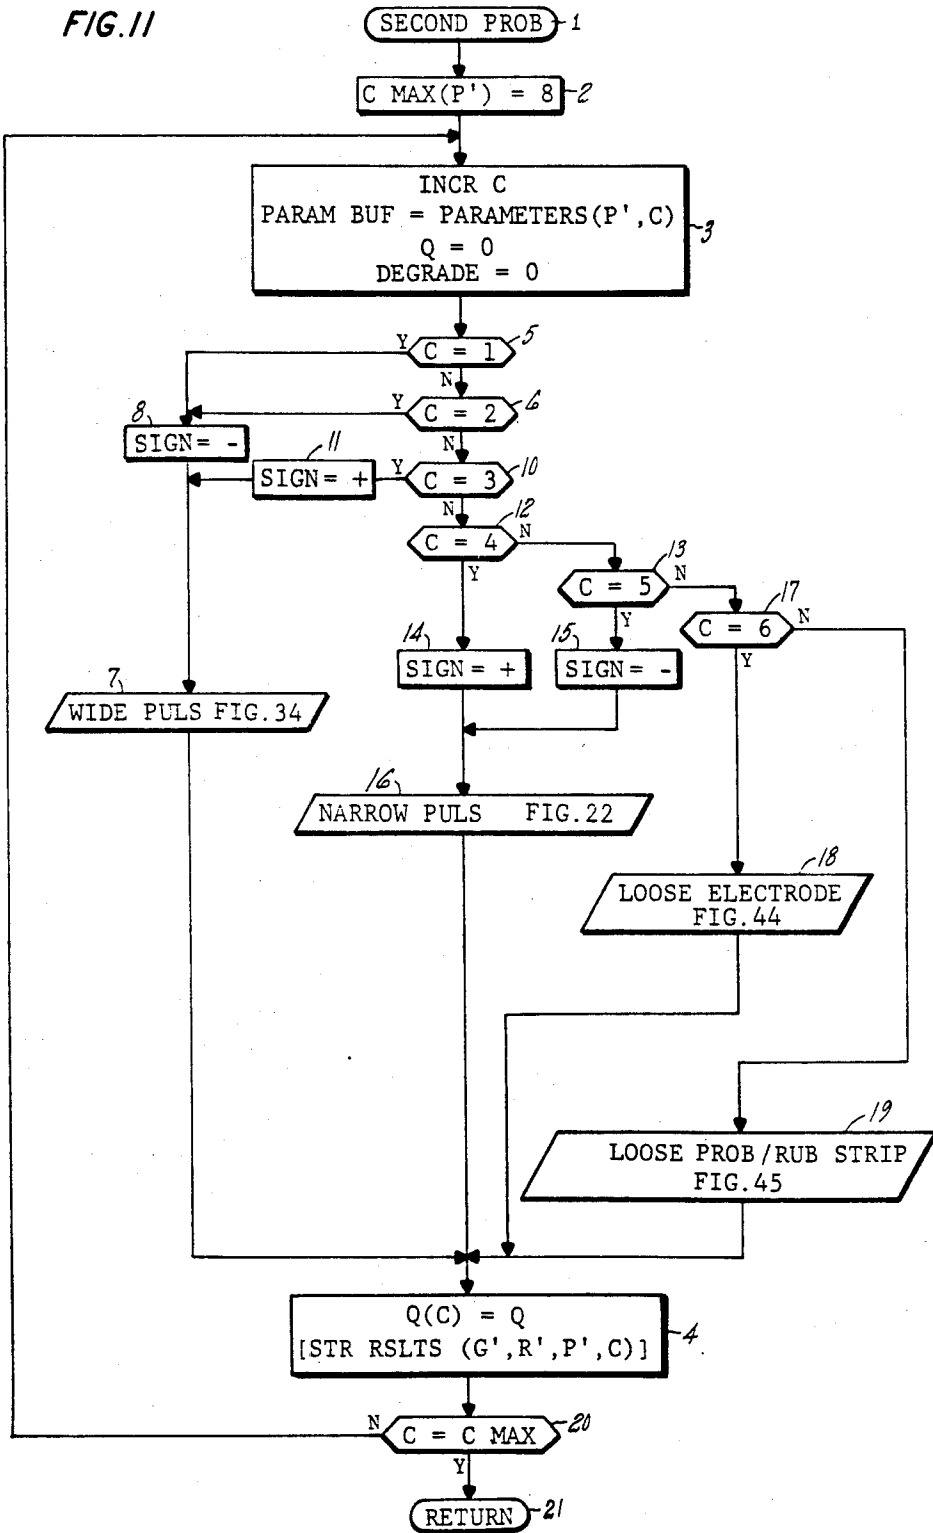 FIG.11
SECOND PROB 1
C MAX(P') = 8 2
INCR C
PARAM BUF = PARAMETERS(P',C)
Q = 0
DEGRADE = 0
3
Y C = 1 5
N
Y C = 2 6
N
8
SIGN= -
11
SIGN= +
Y C = 3 10
N
C = 4 12 N
Y
C = 5 13 N
Y
C = 6 17 N
Y
14
SIGN= +
15
SIGN= -
7
WIDE PULS FIG.34
16
NARROW PULS FIG.22
18
LOOSE ELECTRODE
FIG.44
19
LOOSE PROB/RUB STRIP
FIG.45
Q(C) = Q
[STR RSLTS (G',R',P',C)]
4
N C = C MAX 20
Y
RETURN 21